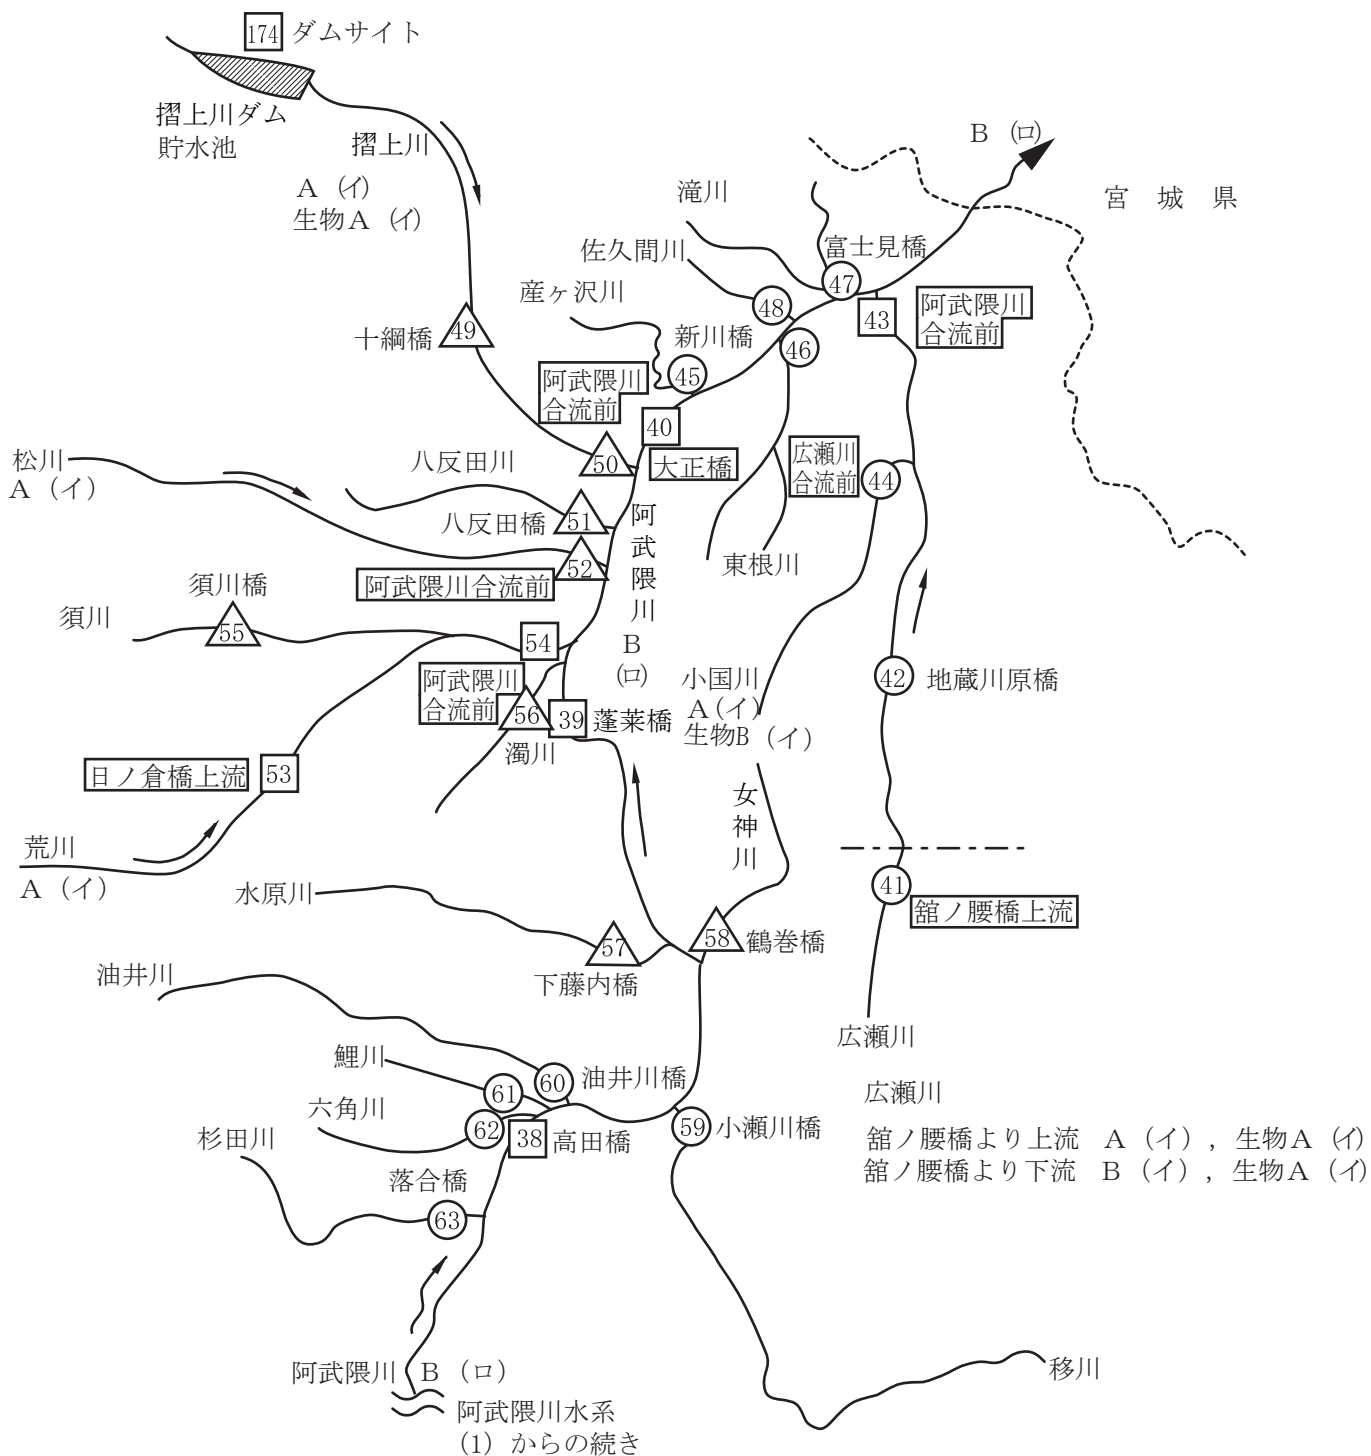 174 ダムサイト
摺上川ダム
貯水池
摺上川
A (イ)
生物A (イ)
B (ロ)
宮 城 県
滝川
佐久間川
富士見橋
産ヶ沢川
新川橋
47
48
43
阿武隈川
合流前
十綱橋
49
46
45
阿武隈川
合流前
40
大正橋
松川
A (イ)
八反田川
50
広瀬川
合流前
44
八反田橋
51
阿武隈川
B
(ロ)
52
阿武隈川合流前
東根川
須川橋
須川
55
54
阿武隈川
合流前
56
39
蓬萊橋
小国川
A(イ)
生物B (イ)
42
地蔵川原橋
濁川
日ノ倉橋上流
53
女神川
荒川
A (イ)
水原川
41
舘ノ腰橋上流
57
58
鶴巻橋
下藤内橋
油井川
広瀬川
鯉川
61
60
油井川橋
六角川
62
38
高田橋
59
小瀬川橋
杉田川
落合橋
63
広瀬川
舘ノ腰橋より上流 A (イ), 生物A (イ)
舘ノ腰橋より下流 B (イ), 生物A (イ)
阿武隈川 B (ロ)
移川
阿武隈川水系
(1) からの続き